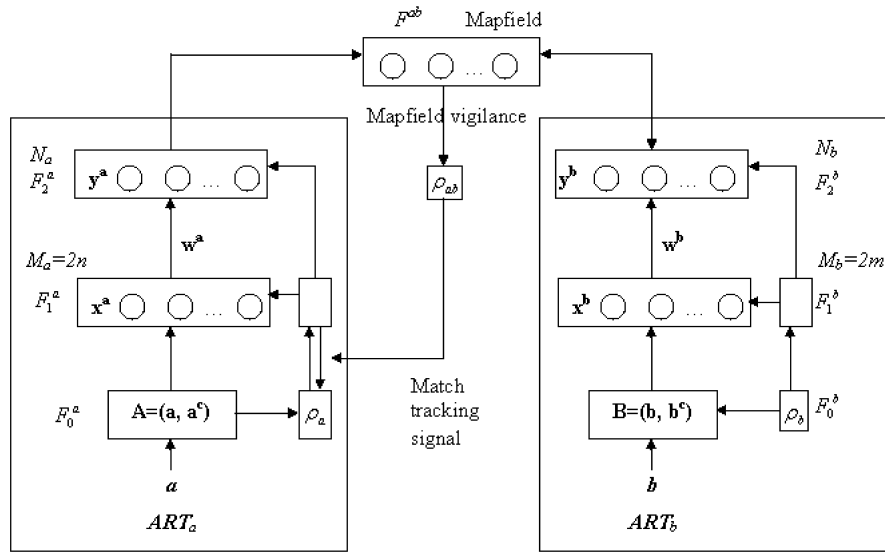 F^ab Mapfield
...
Mapfield vigilance
ρ_ab
N_a
F_2^a
y^a ...
w^a
M_a=2n
F_1^a
x^a ...
F_0^a
A=(a, a^c)
ρ_a
a
ART_a
Match
tracking
signal
N_b
F_2^b
y^b ...
w^b
M_b=2m
F_1^b
x^b ...
B=(b, b^c)
ρ_b
F_0^b
b
ART_b